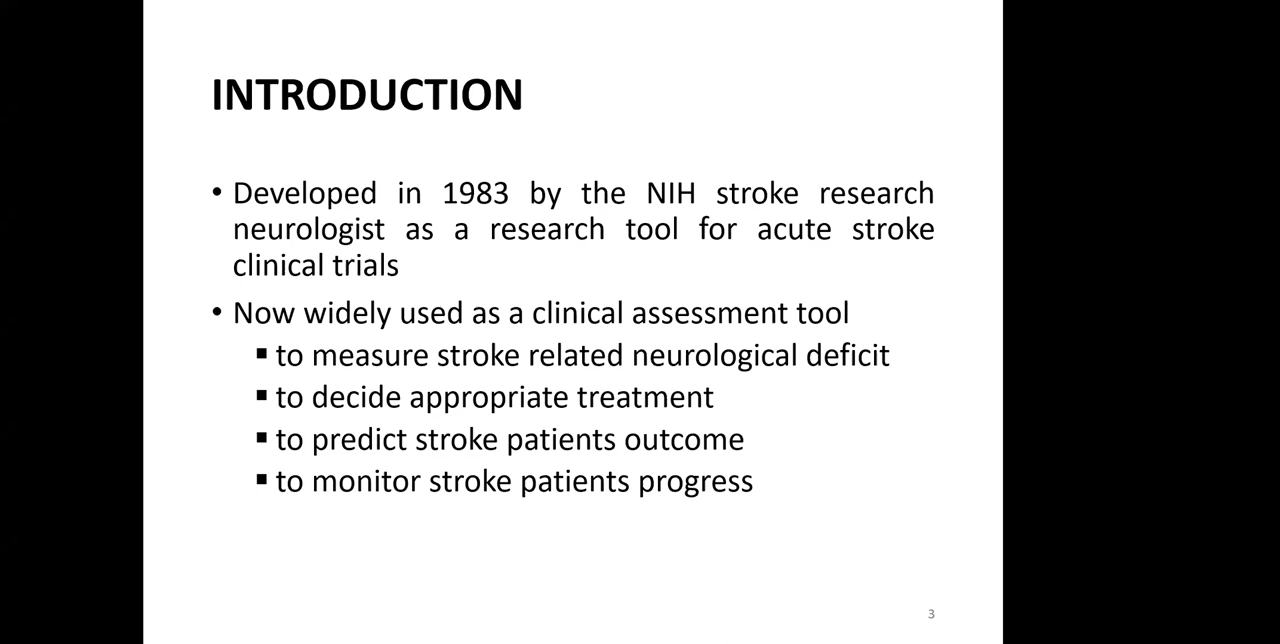 INTRODUCTION
• Developed in 1983 by the NIH stroke research
neurologist as a research tool for acute stroke
clinical trials
• Now widely used as a clinical assessment tool
▪ to measure stroke related neurological deficit
▪ to decide appropriate treatment
▪ to predict stroke patients outcome
▪ to monitor stroke patients progress
3